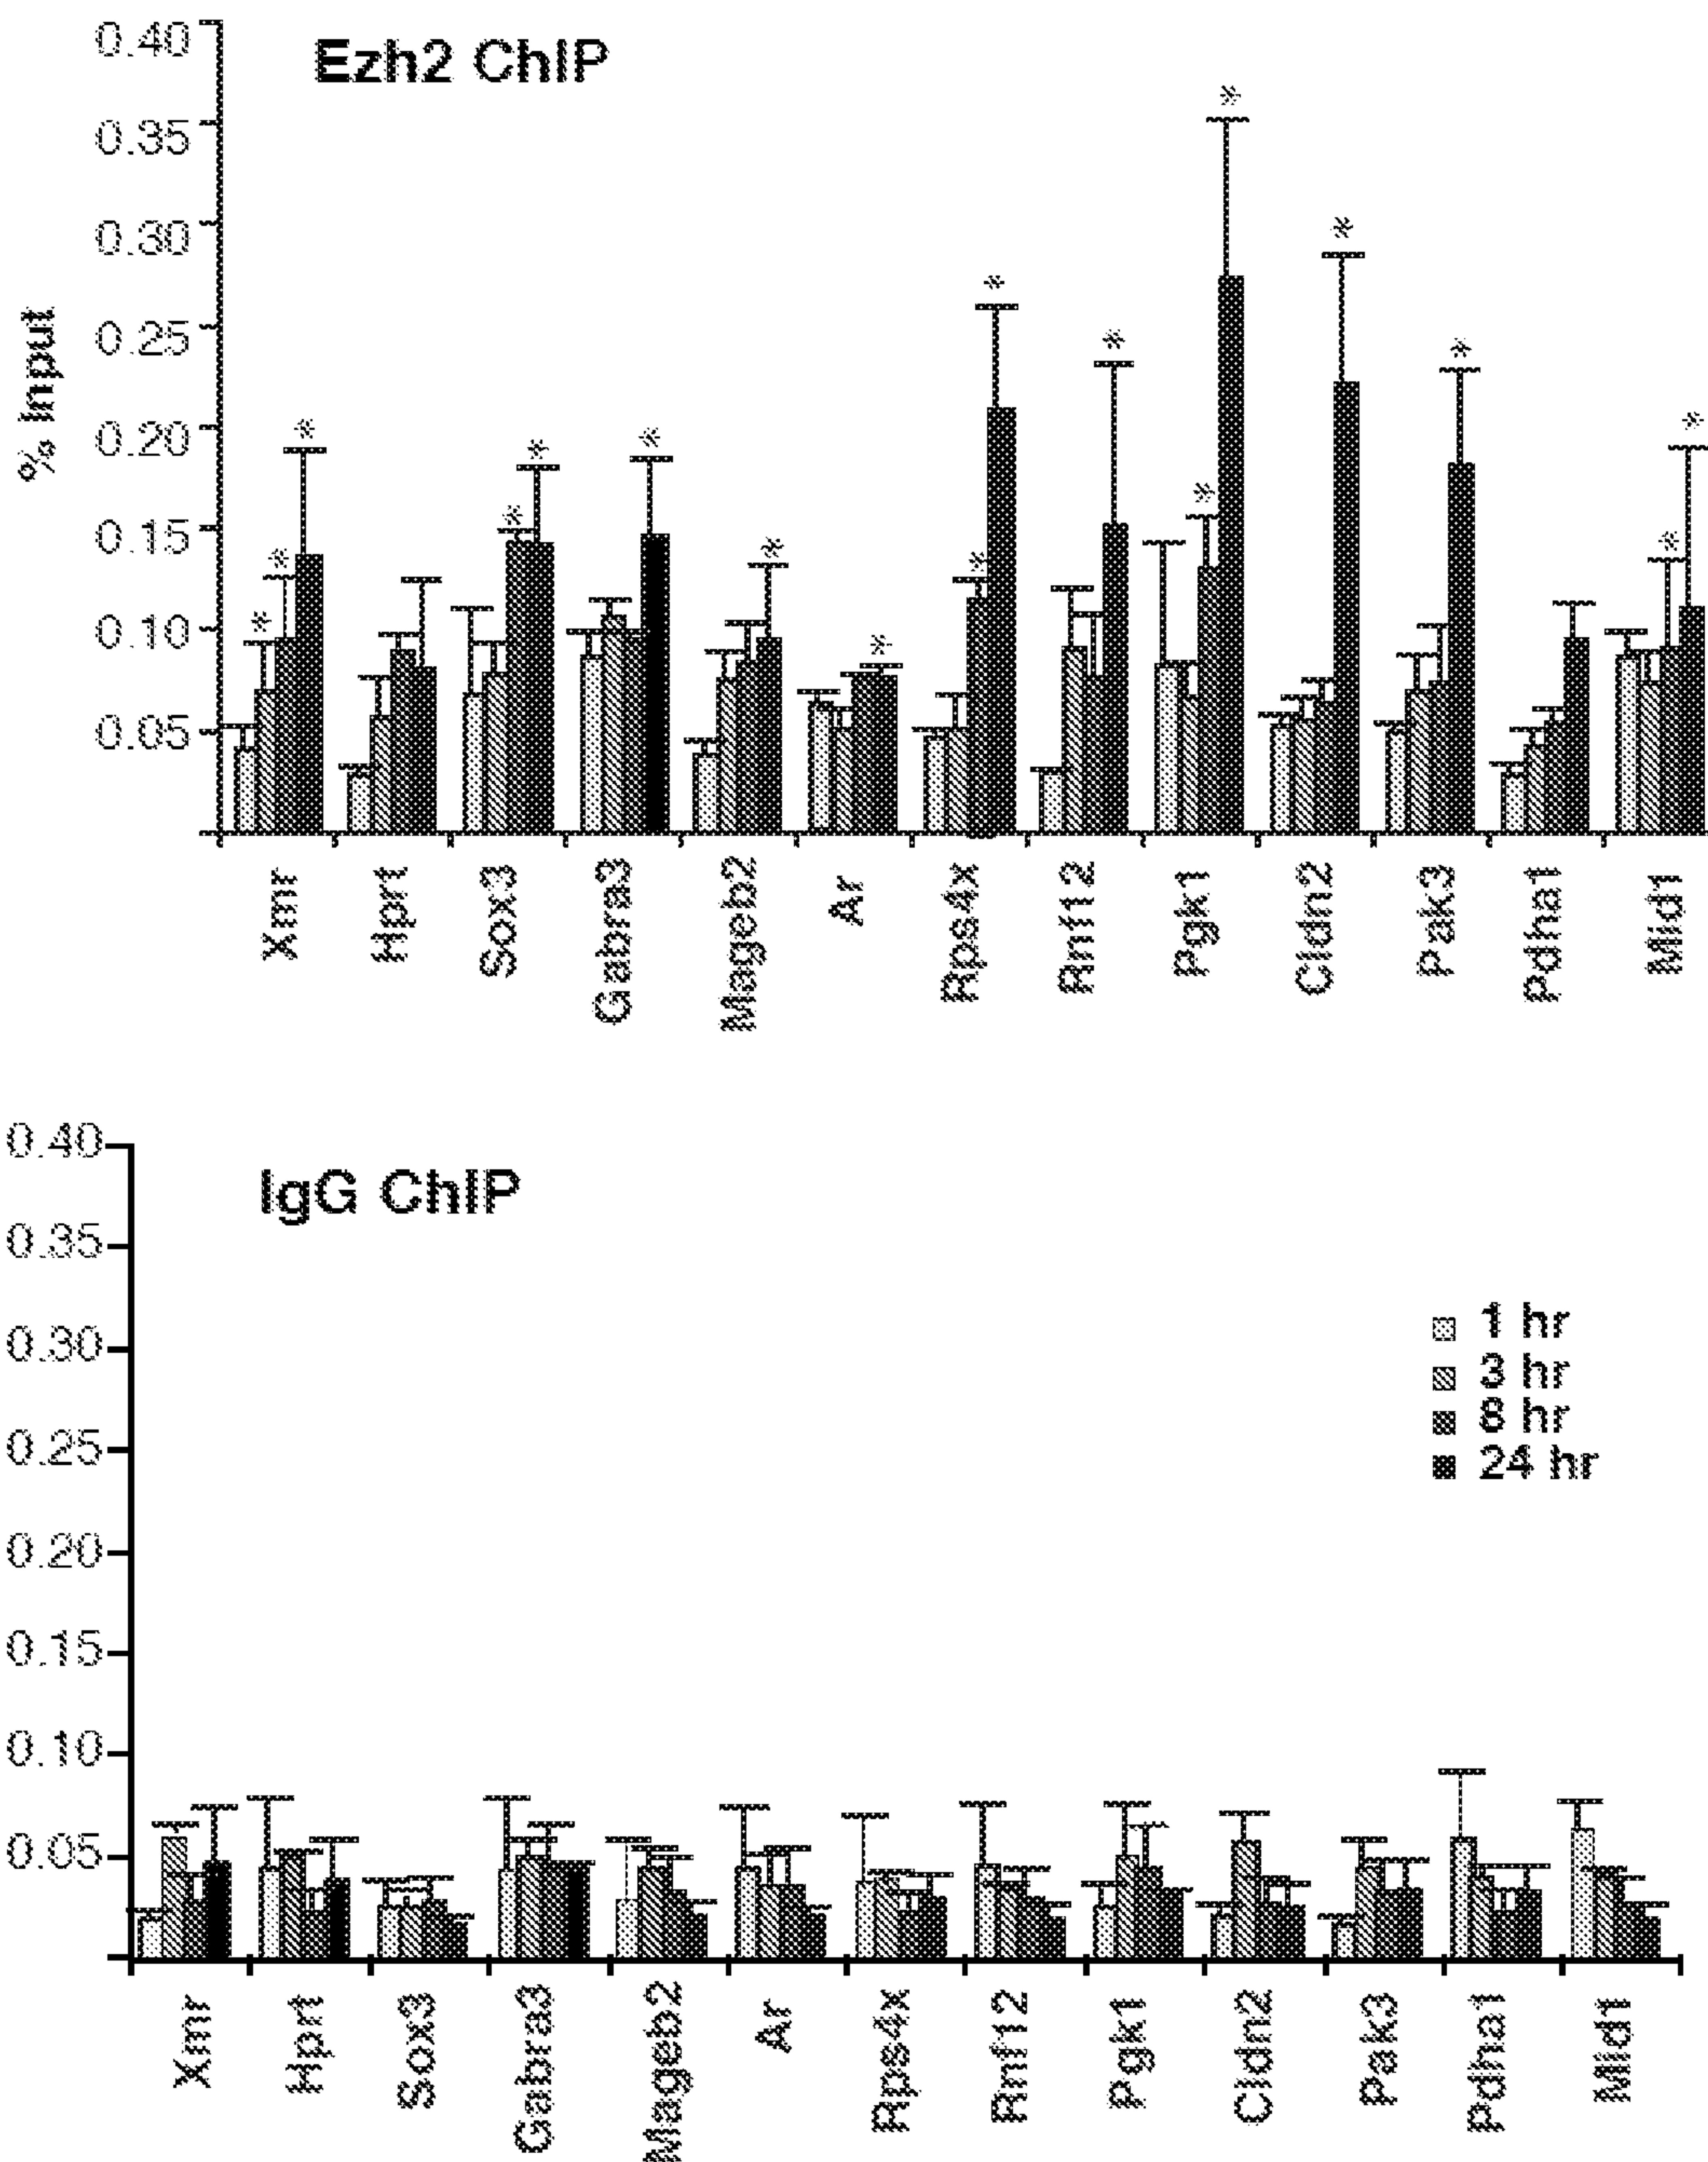 Ezh2 ChIP
% Input
0.40
0.35
0.30
0.25
0.20
0.15
0.10
0.05
* * * * * * * * * * * * * * * * *
Xmr Hprt Sox3 Gabra3 Mageb2 Ar Rps4x Rnf12 Pgk1 Cldn2 Pak3 Pdha1 Mid1
IgG ChIP
0.40
0.35
0.30
0.25
0.20
0.15
0.10
0.05
1 hr
3 hr
6 hr
24 hr
Xmr Hprt Sox3 Gabra3 Mageb2 Ar Rps4x Rnf12 Pgk1 Cldn2 Pak3 Pdha1 Mid1